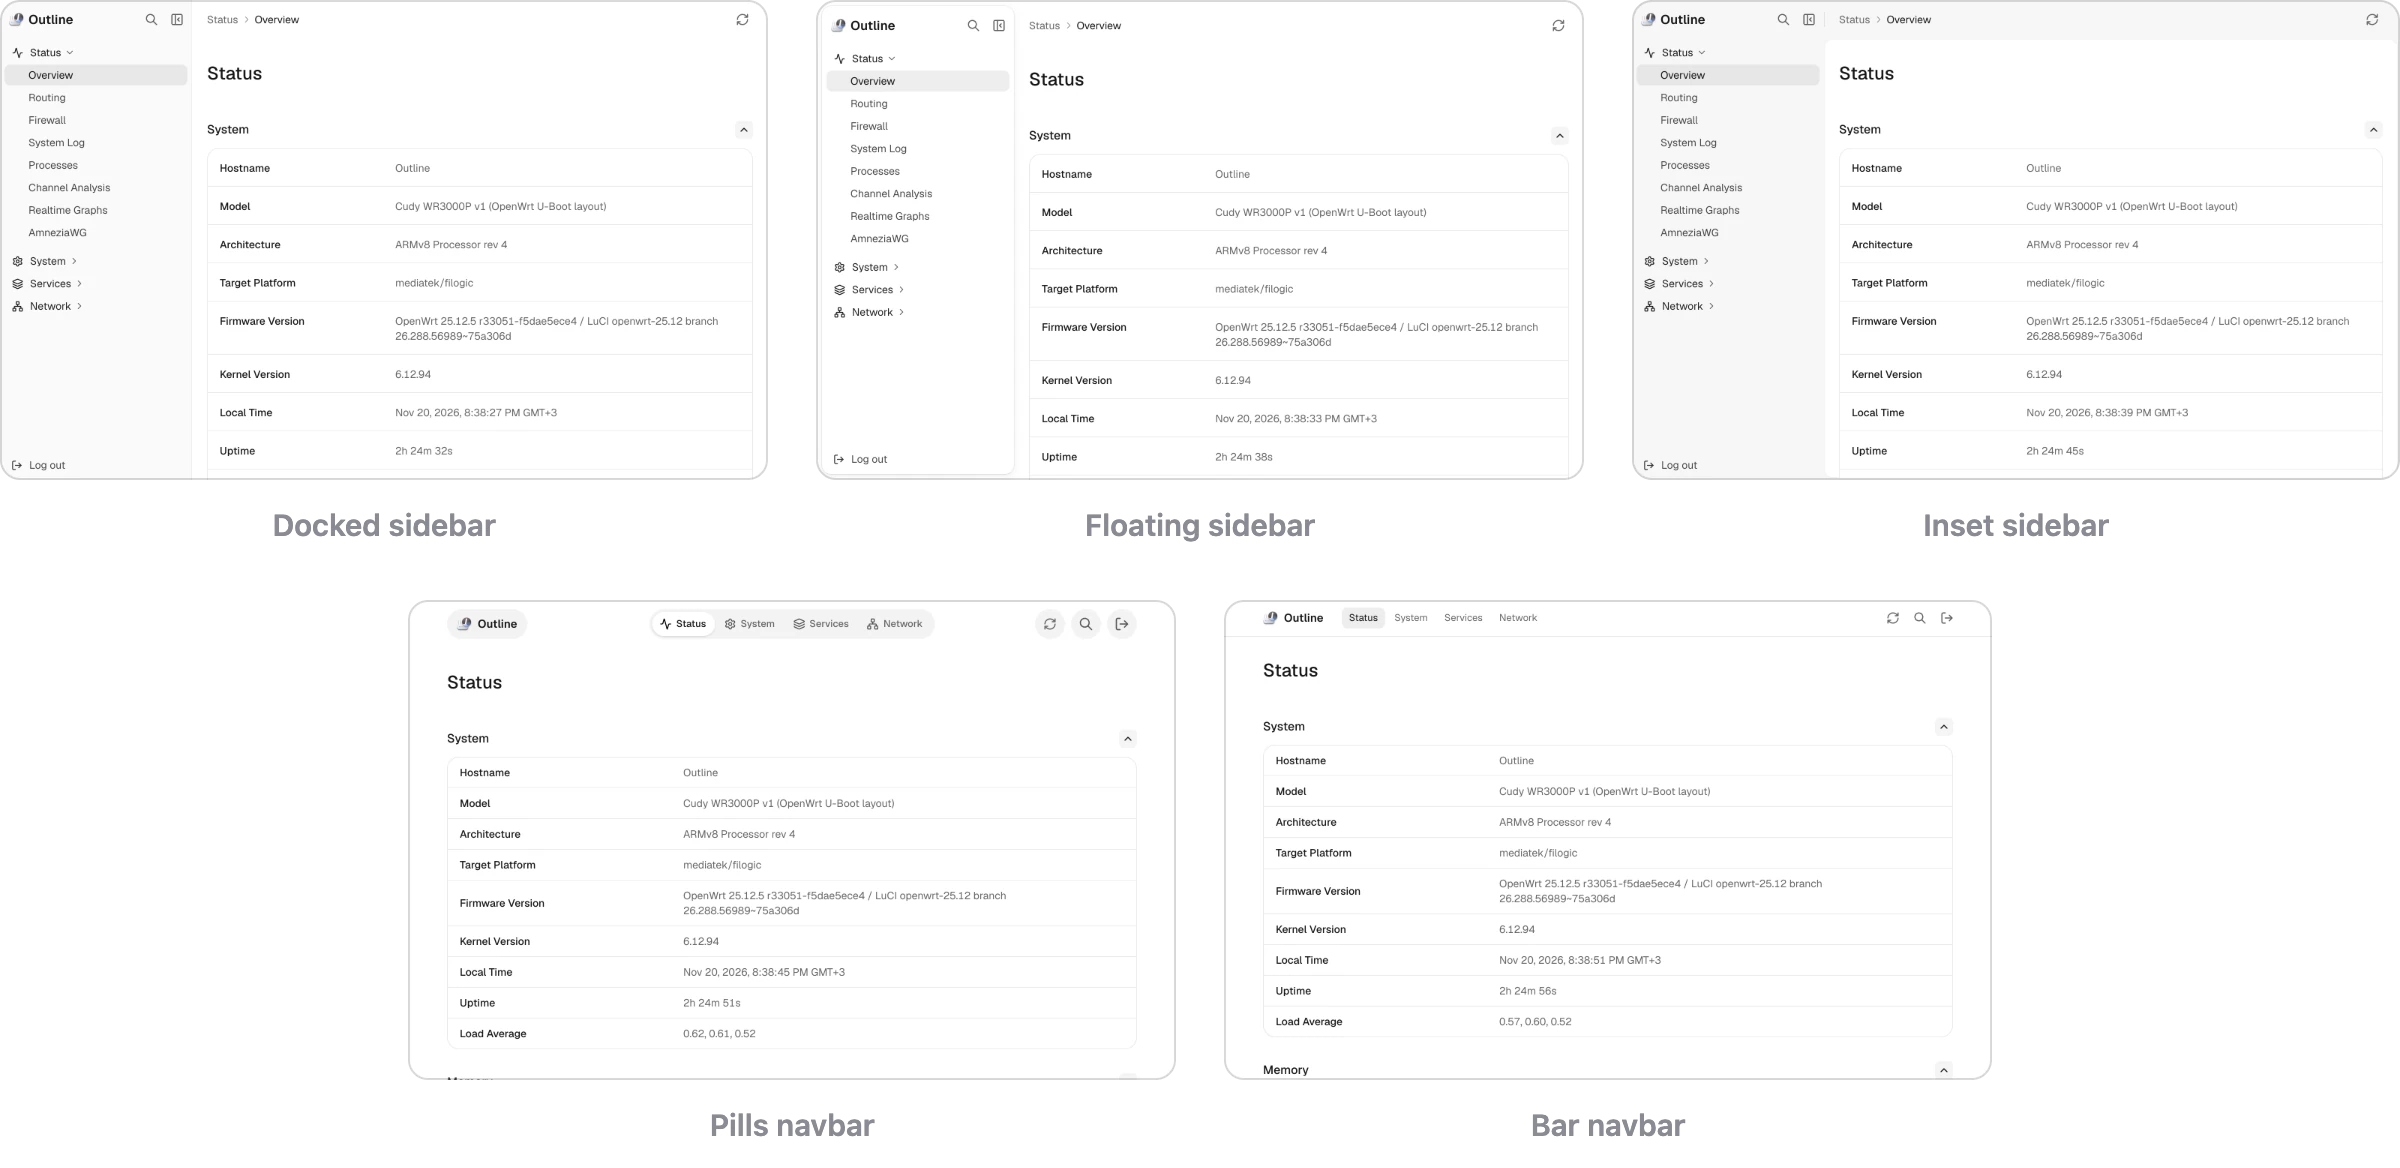 Outline
Status > Overview
Status
Overview
Routing
Firewall
System Log
Processes
Channel Analysis
Realtime Graphs
AmneziaWG
System
Services
Network
Log out
Status
System
Hostname Outline
Model Cudy WR3000P v1 (OpenWrt U-Boot layout)
Architecture ARMv8 Processor rev 4
Target Platform mediatek/filogic
Firmware Version OpenWrt 25.12.5 r33051-f5dae5ece4 / LuCI openwrt-25.12 branch
26.288.56989~75a306d
Kernel Version 6.12.94
Local Time Nov 20, 2026, 8:38:27 PM GMT+3
Uptime 2h 24m 32s
Docked sidebar
Outline
Status > Overview
Status
Overview
Routing
Firewall
System Log
Processes
Channel Analysis
Realtime Graphs
AmneziaWG
System
Services
Network
Log out
Status
System
Hostname Outline
Model Cudy WR3000P v1 (OpenWrt U-Boot layout)
Architecture ARMv8 Processor rev 4
Target Platform mediatek/filogic
Firmware Version OpenWrt 25.12.5 r33051-f5dae5ece4 / LuCI openwrt-25.12 branch
26.288.56989~75a306d
Kernel Version 6.12.94
Local Time Nov 20, 2026, 8:38:33 PM GMT+3
Uptime 2h 24m 38s
Floating sidebar
Outline
Status > Overview
Status
Overview
Routing
Firewall
System Log
Processes
Channel Analysis
Realtime Graphs
AmneziaWG
System
Services
Network
Log out
Status
System
Hostname Outline
Model Cudy WR3000P v1 (OpenWrt U-Boot layout)
Architecture ARMv8 Processor rev 4
Target Platform mediatek/filogic
Firmware Version OpenWrt 25.12.5 r33051-f5dae5ece4 / LuCI openwrt-25.12 branch
26.288.56989~75a306d
Kernel Version 6.12.94
Local Time Nov 20, 2026, 8:38:39 PM GMT+3
Uptime 2h 24m 45s
Inset sidebar
Outline Status System Services Network
Status
System
Hostname Outline
Model Cudy WR3000P v1 (OpenWrt U-Boot layout)
Architecture ARMv8 Processor rev 4
Target Platform mediatek/filogic
Firmware Version OpenWrt 25.12.5 r33051-f5dae5ece4 / LuCI openwrt-25.12 branch
26.288.56989~75a306d
Kernel Version 6.12.94
Local Time Nov 20, 2026, 8:38:45 PM GMT+3
Uptime 2h 24m 51s
Load Average 0.62, 0.61, 0.52
Pills navbar
Outline Status System Services Network
Status
System
Hostname Outline
Model Cudy WR3000P v1 (OpenWrt U-Boot layout)
Architecture ARMv8 Processor rev 4
Target Platform mediatek/filogic
Firmware Version OpenWrt 25.12.5 r33051-f5dae5ece4 / LuCI openwrt-25.12 branch
26.288.56989~75a306d
Kernel Version 6.12.94
Local Time Nov 20, 2026, 8:38:51 PM GMT+3
Uptime 2h 24m 56s
Load Average 0.57, 0.60, 0.52
Memory
Bar navbar